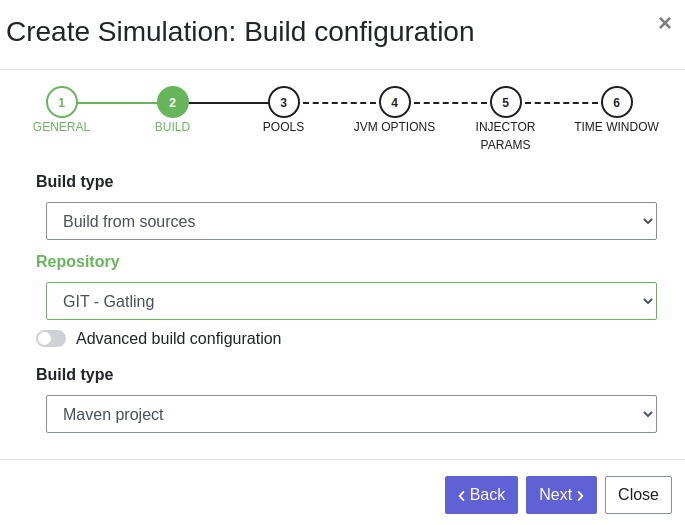 Create Simulation: Build configuration
×
1
2
3
4
5
6
GENERAL
BUILD
POOLS
JVM OPTIONS
INJECTOR
PARAMS
TIME WINDOW
Build type
Build from sources
Repository
GIT - Gatling
Advanced build configuration
Build type
Maven project
‹ Back
Next ›
Close